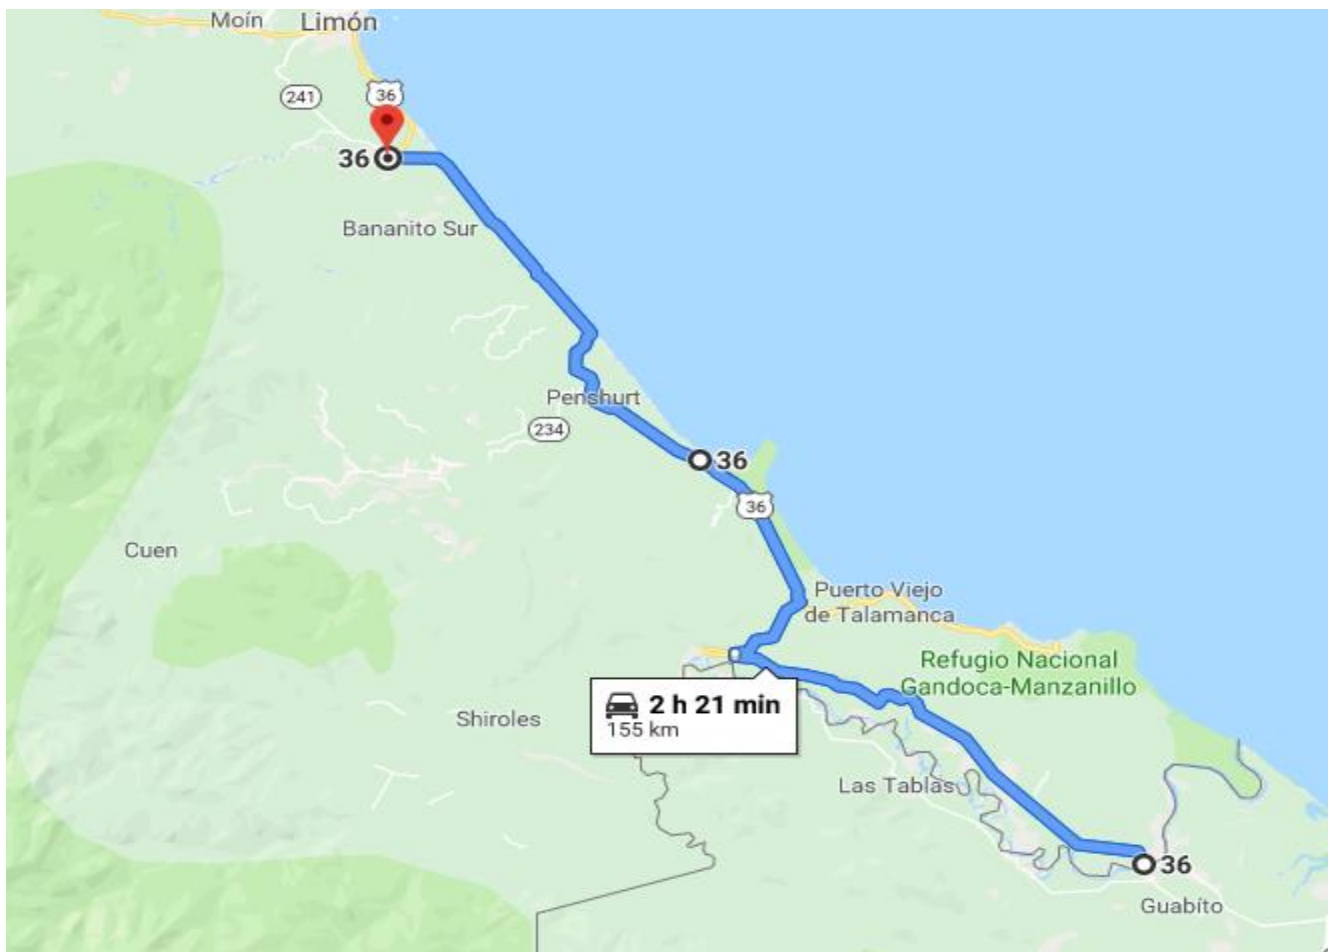 Moín
Limón
241
36
36
Bananito Sur
Penshurt
234
36
36
Cuen
Puerto Viejo
de Talamanca
Refugio Nacional
Gandoca-Manzanillo
2 h 21 min
155 km
Shiroles
Las Tablas
36
Guabíto